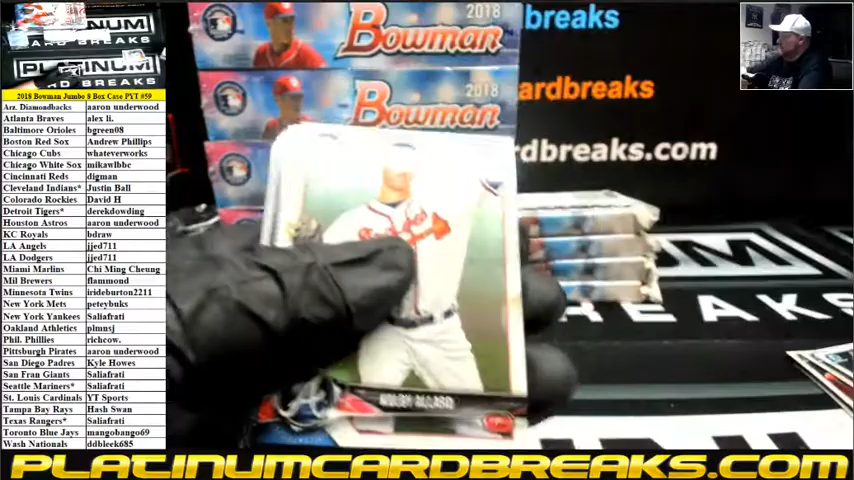 2018 Bowman Jumbo 8 Box Case PYT #59
Arz. Diamondbacks aaron underwood
Atlanta Braves alex li.
Baltimore Orioles bgreen08
Boston Red Sox Andrew Phillips
Chicago Cubs whateverworks
Chicago White Sox mikawlbbc
Cincinnati Reds digman
Cleveland Indians* Justin Ball
Colorado Rockies David H
Detroit Tigers* derekdowding
Houston Astros aaron underwood
KC Royals bdraw
LA Angels jjed711
LA Dodgers jjed711
Miami Marlins Chi Ming Cheung
Mil Brewers flammond
Minnesota Twins irideburton2211
New York Mets peteybuks
New York Yankees Saliafrati
Oakland Athletics plmnsj
Phil. Phillies richcow.
Pittsburgh Pirates aaron underwood
San Diego Padres Kyle Howes
San Fran Giants Saliafrati
Seattle Mariners* Saliafrati
St. Louis Cardinals YT Sports
Tampa Bay Rays Hash Swan
Texas Rangers* Saliafrati
Toronto Blue Jays mangobango69
Wash Nationals ddbleek685
PLATINUM
CARD BREAKS
PLATINUM
2018
Bowman
2018
Bowman
breaks
ardbreaks
rdbreaks.com
ALLARD
BREAKS
PLATINUMCARDBREAKS.COM